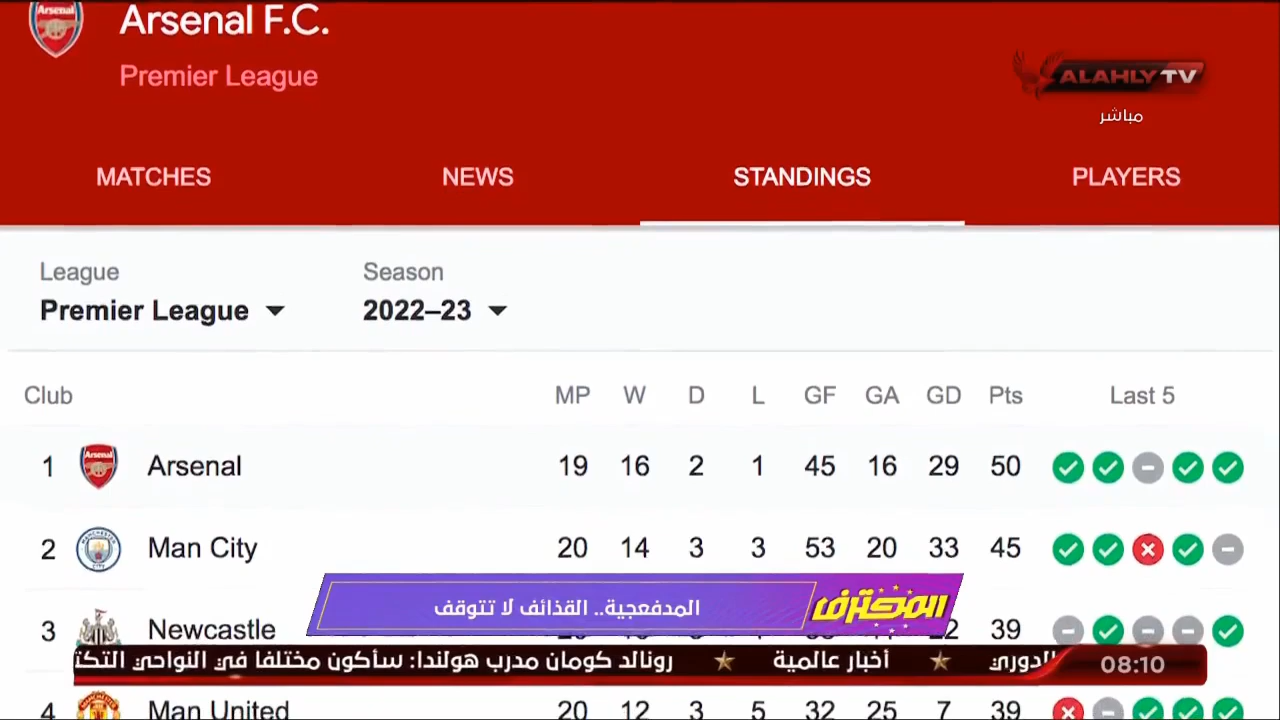 Arsenal F.C.
Premier League
ALAHLY TV
مباشر
MATCHES NEWS STANDINGS PLAYERS
League Season
Premier League 2022–23
Club MP W D L GF GA GD Pts Last 5
1 Arsenal 19 16 2 1 45 16 29 50
2 Man City 20 14 3 3 53 20 33 45
المحترف المدفعجية.. القذائف لا تتوقف
3 Newcastle 39
الدوري ★ أخبار عالمية ★ رونالد كومان مدرب هولندا: سأكون مختلفا في النواحي
08:10
4 Man United 20 12 3 5 32 25 7 39